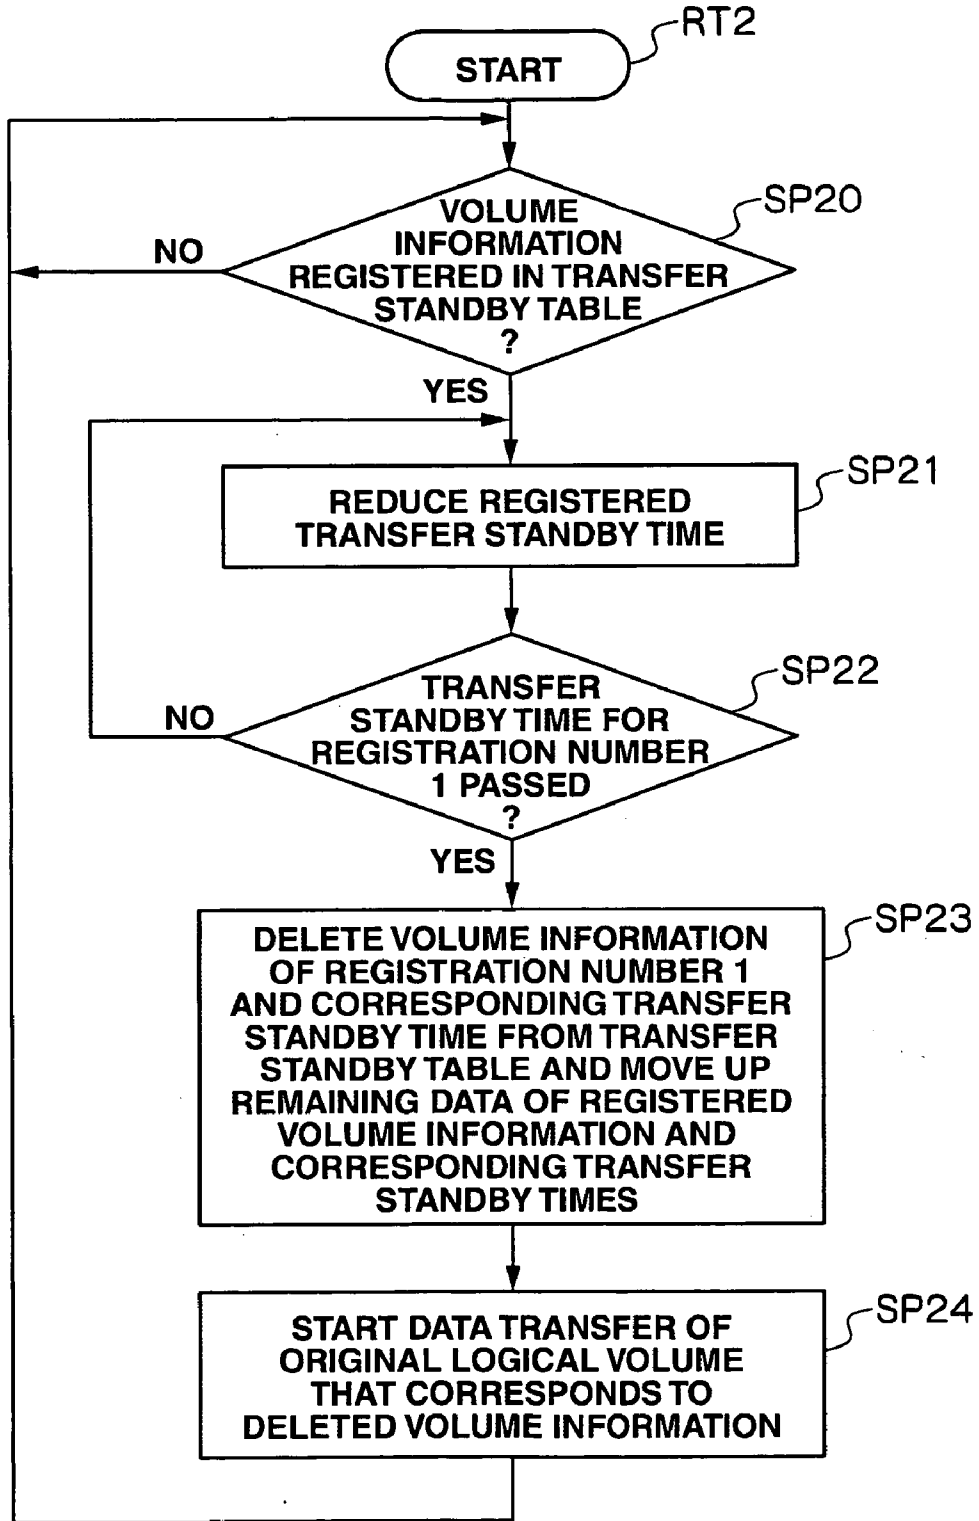 RT2
START
SP20
VOLUME
INFORMATION
REGISTERED IN TRANSFER
STANDBY TABLE
?
NO
YES
SP21
REDUCE REGISTERED
TRANSFER STANDBY TIME
SP22
TRANSFER
STANDBY TIME FOR
REGISTRATION NUMBER
1 PASSED
?
NO
YES
SP23
DELETE VOLUME INFORMATION
OF REGISTRATION NUMBER 1
AND CORRESPONDING TRANSFER
STANDBY TIME FROM TRANSFER
STANDBY TABLE AND MOVE UP
REMAINING DATA OF REGISTERED
VOLUME INFORMATION AND
CORRESPONDING TRANSFER
STANDBY TIMES
SP24
START DATA TRANSFER OF
ORIGINAL LOGICAL VOLUME
THAT CORRESPONDS TO
DELETED VOLUME INFORMATION